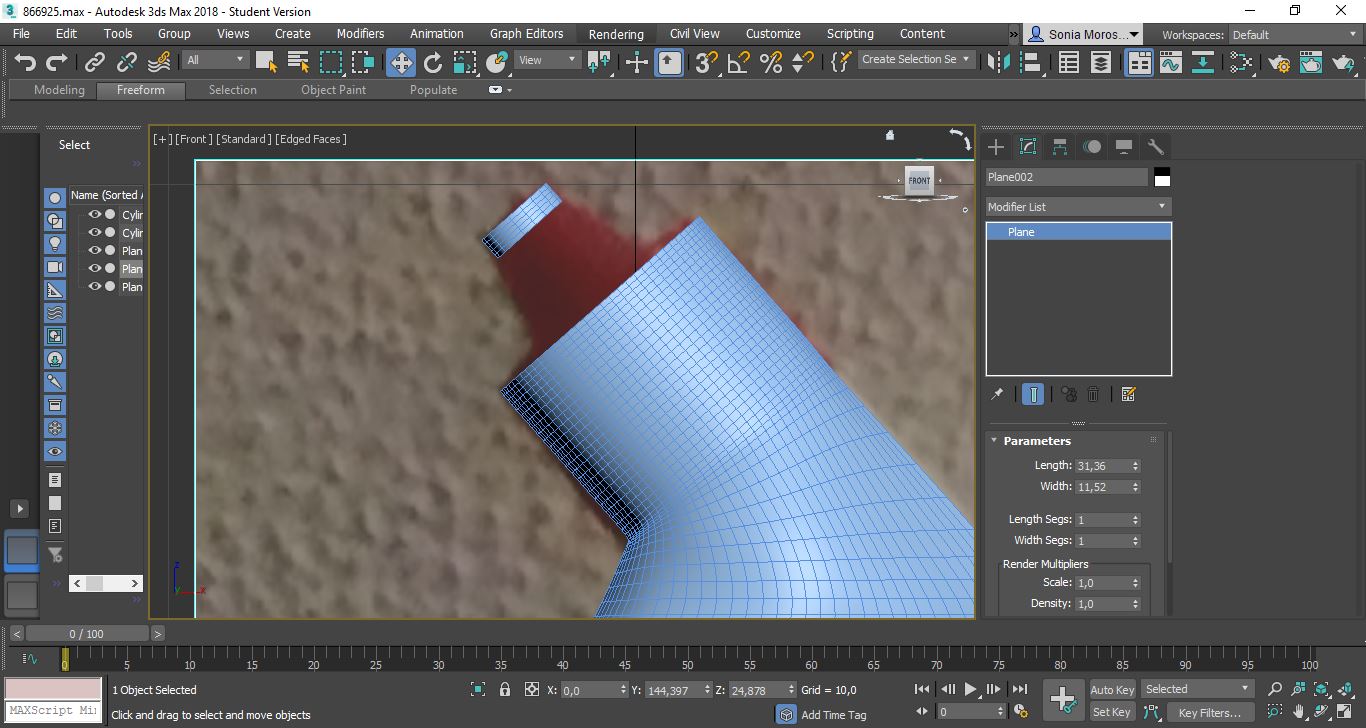 866925.max - Autodesk 3ds Max 2018 - Student Version
File Edit Tools Group Views Create Modifiers Animation Graph Editors Rendering Civil View Customize Scripting Content » Sonia Moros... Workspaces: Default
All View Create Selection Se
Modeling Freeform Selection Object Paint Populate
[+] [Front] [Standard] [Edged Faces]
Select
FRONT
Plane002
Name (Sorted A
Modifier List
Cylin
Cylin
Plan
Plan
Plan
Plane
Parameters
Length: 31,36
Width: 11,52
Length Segs: 1
Width Segs: 1
Render Multipliers
Scale: 1,0
Density: 1,0
z
y x
< 0 / 100 >
0 5 10 15 20 25 30 35 40 45 50 55 60 65 70 75 80 85 90 95 100
1 Object Selected X: 0,0 Y: 144,397 Z: 24,878 Grid = 10,0 Auto Key Selected
MAXScript Mi
Click and drag to select and move objects Add Time Tag 0 Set Key Key Filters...